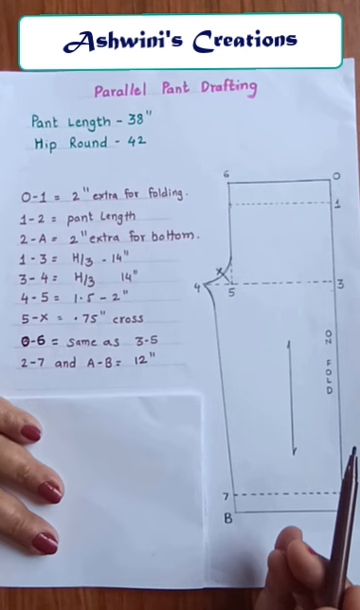 Ashwini's Creations
Parallel Pant Drafting
Pant Length - 38"
Hip Round - 42
0-1 = 2" extra for folding.
1-2 = pant Length
2-A = 2" extra for bottom.
1-3 = H/3 - 14"
3-4 = H/3 14"
4-5 = 1.5 - 2"
5-x = .75" cross
0-6 = same as 3-5
2-7 and A-B = 12"
6 0
1
x
4 5 3
ON FOLD
7
B